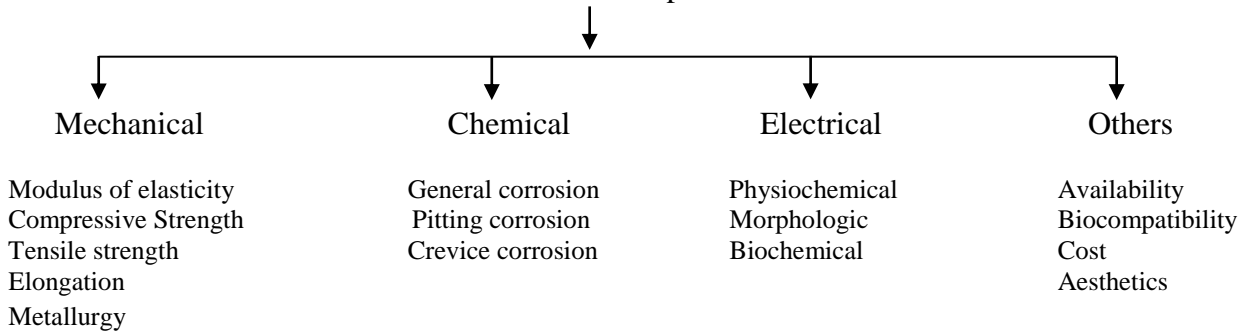 Mechanical
Chemical
Electrical
Others
Modulus of elasticity
Compressive Strength
Tensile strength
Elongation
Metallurgy
General corrosion
Pitting corrosion
Crevice corrosion
Physiochemical
Morphologic
Biochemical
Availability
Biocompatibility
Cost
Aesthetics